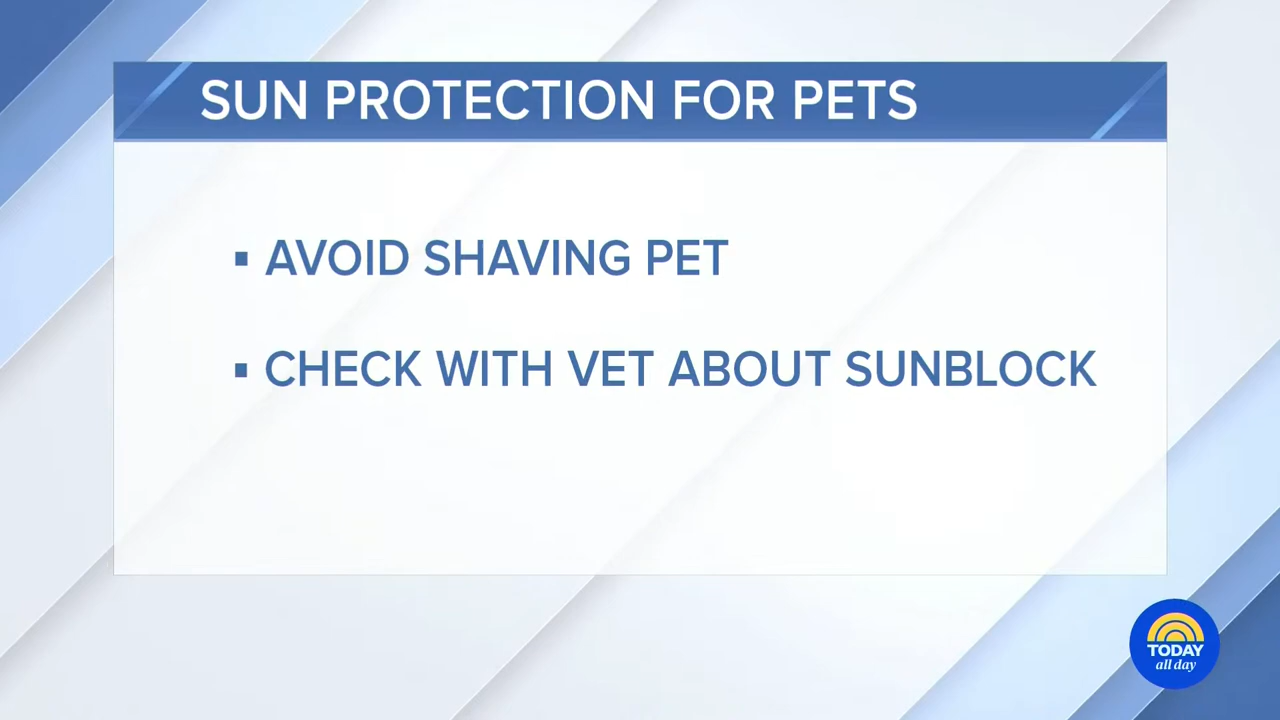 SUN PROTECTION FOR PETS
▪ AVOID SHAVING PET
▪ CHECK WITH VET ABOUT SUNBLOCK
TODAY
all day